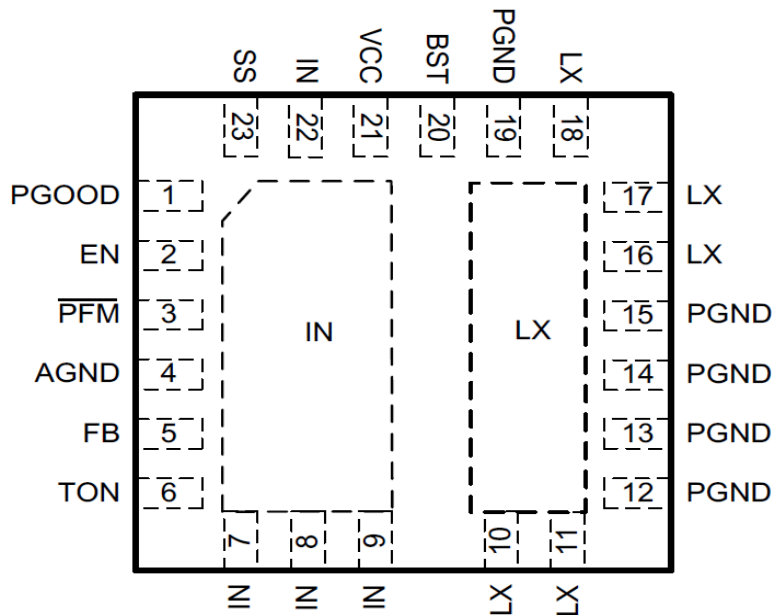 SS IN VCC BST PGND LX
23 22 21 20 19 18
PGOOD 1 17 LX
EN 2 16 LX
PFM 3 15 PGND
IN LX
AGND 4 14 PGND
FB 5 13 PGND
TON 6 12 PGND
7 8 9 10 11
IN IN IN LX LX